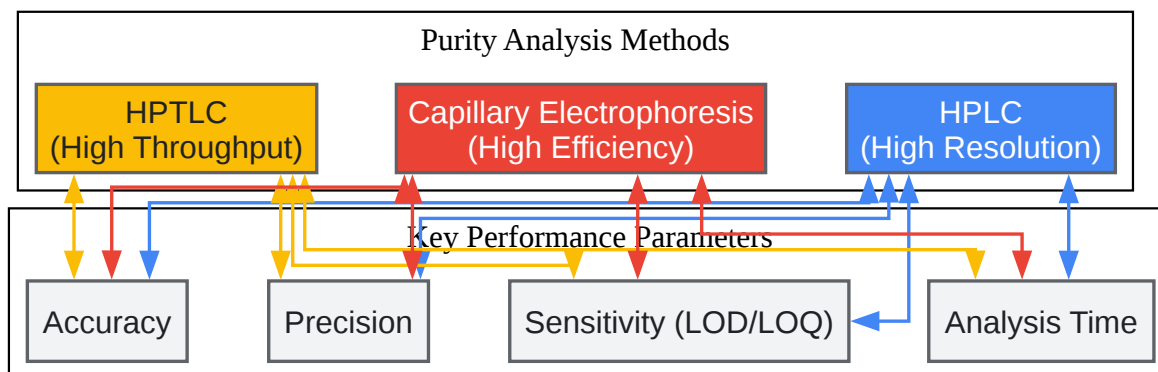 Purity Analysis Methods
HPTLC
(High Throughput)
Capillary Electrophoresis
(High Efficiency)
HPLC
(High Resolution)
Key Performance Parameters
Accuracy
Precision
Sensitivity (LOD/LOQ)
Analysis Time